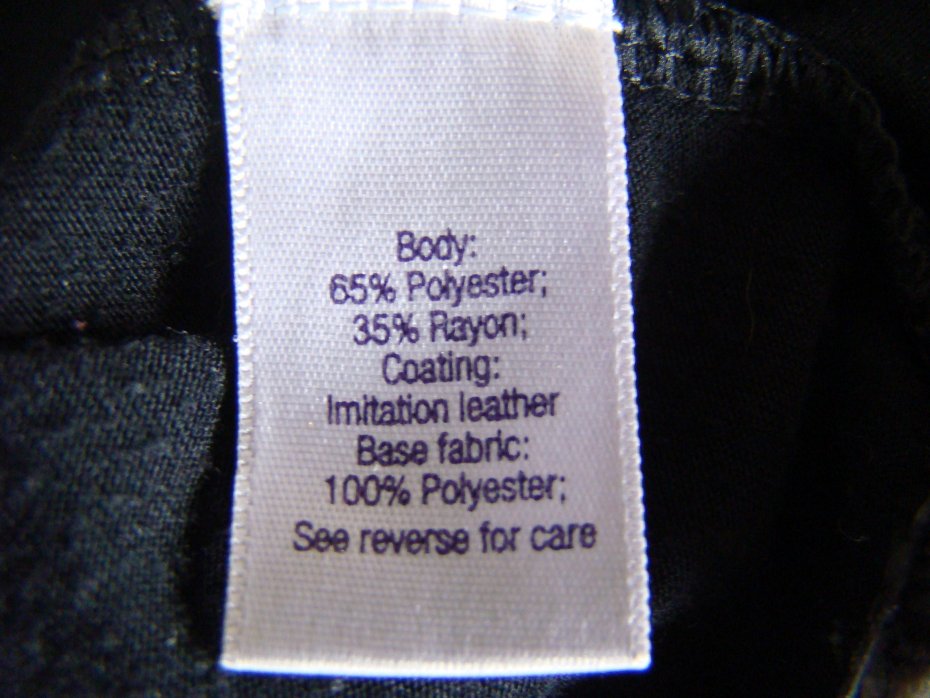 Body:
65% Polyester;
35% Rayon;
Coating:
Imitation leather
Base fabric:
100% Polyester;
See reverse for care